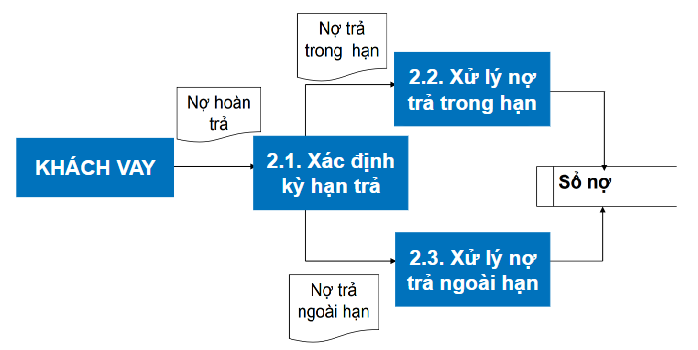 Nợ trả
trong hạn
2.2. Xử lý nợ
trả trong hạn
Nợ hoàn
trả
KHÁCH VAY
2.1. Xác định
kỳ hạn trả
Sổ nợ
2.3. Xử lý nợ
trả ngoài hạn
Nợ trả
ngoài hạn